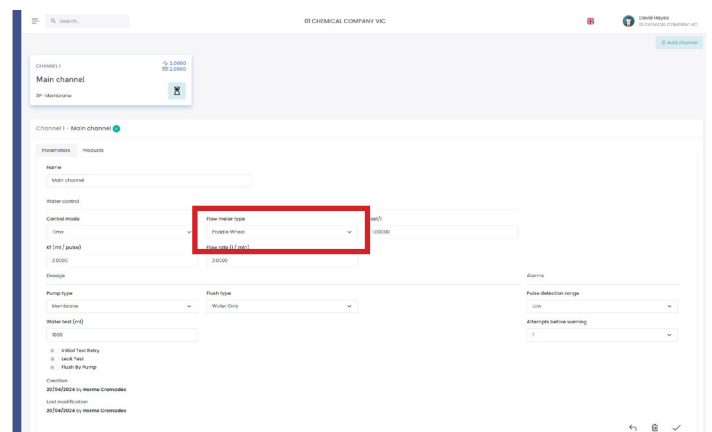 Search...
01 CHEMICAL COMPANY VIC
David Hayes
01 CHEMICAL COMPANY VIC
Add channel
CHANNEL 1
2.0000
2.0000
Main channel
SP - Membrane
Channel 1 - Main channel
Parameters Products
Name
Main channel
Water control
Control mode Flow meter type
Time Paddle Wheel 1.00000
Kf (ml / pulse) Flow rate (l / min)
2.0000 2.0000
Dosage Alarms
Pump type Flush type Pulse detection range
Membrane Water Only Low
Water test (ml) Attempts before warning
1000 1
Initial Test Retry
Leak Test
Flush By Pump
Creation
20/04/2024 by Herme Cremades
Last modification
20/04/2024 by Herme Cremades